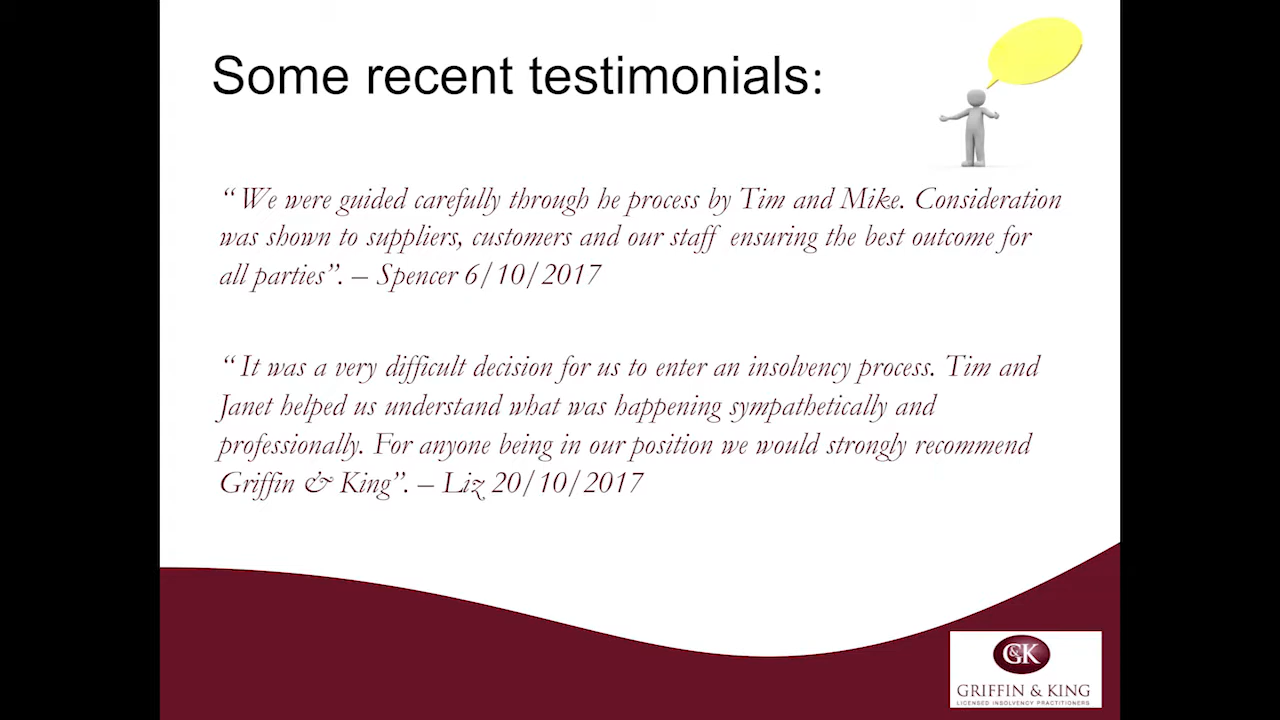 Some recent testimonials:
“ We were guided carefully through he process by Tim and Mike. Consideration
was shown to suppliers, customers and our staff ensuring the best outcome for
all parties”. – Spencer 6/10/2017
“ It was a very difficult decision for us to enter an insolvency process. Tim and
Janet helped us understand what was happening sympathetically and
professionally. For anyone being in our position we would strongly recommend
Griffin & King”. – Liz 20/10/2017
G&K
GRIFFIN & KING
LICENSED INSOLVENCY PRACTITIONERS